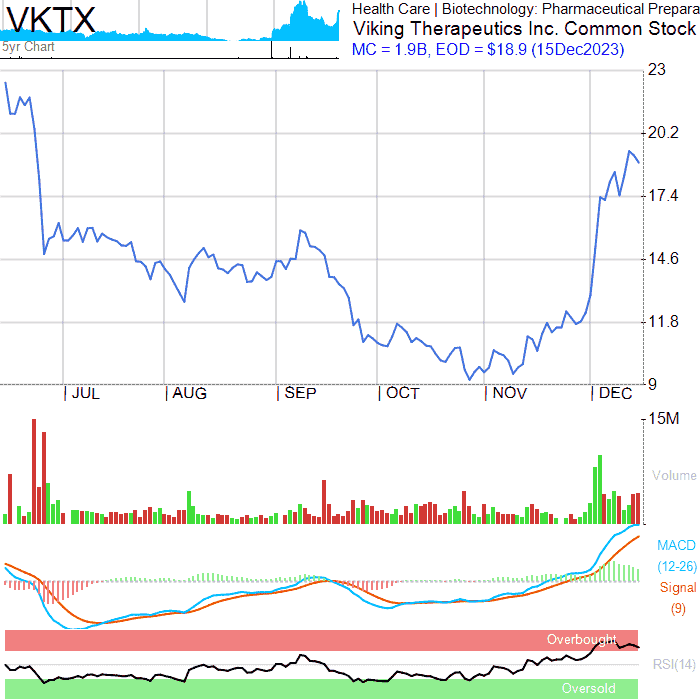 VKTX
5yr Chart
Health Care | Biotechnology: Pharmaceutical Prepara
Viking Therapeutics Inc. Common Stock
MC = 1.9B, EOD = $18.9 (15Dec2023)
23
20.2
17.4
14.6
11.8
9
JUL
AUG
SEP
OCT
NOV
DEC
15M
Volume
MACD
(12-26)
Signal
(9)
Overbought
RSI(14)
Oversold